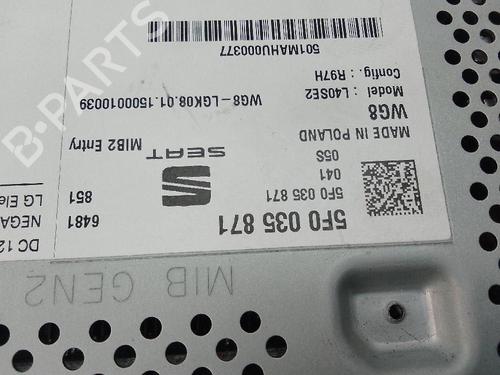 5F0 035 871
5F0 035 871
041
05S
MADE IN POLAND
WG8
Model : L40SE2
Config. : R97H
501MAHU000377
WG8-LGK08.01.1500010039
SEAT
MIB2 Entry
6481
851
DC 12
NEGA
LG Ele
MIB GEN2
B-PARTS